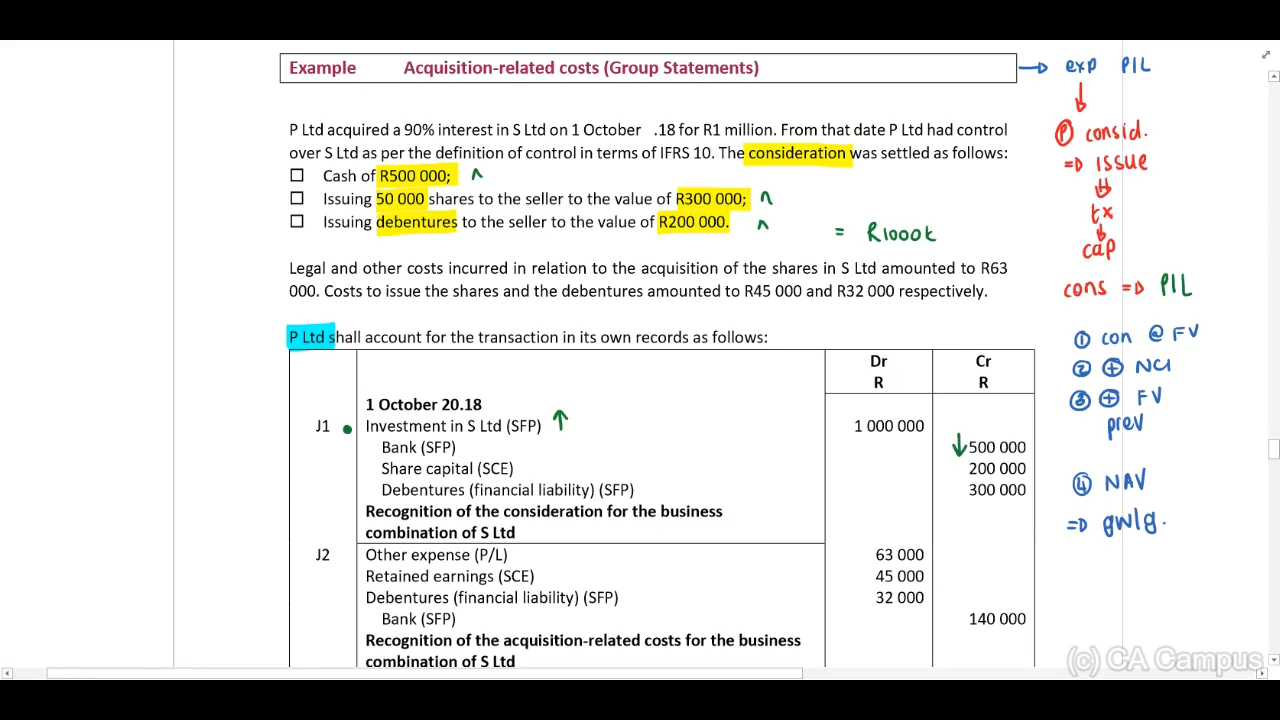 Example Acquisition-related costs (Group Statements)
P Ltd acquired a 90% interest in S Ltd on 1 October .18 for R1 million. From that date P Ltd had control
over S Ltd as per the definition of control in terms of IFRS 10. The consideration was settled as follows:
☐ Cash of R500 000;
☐ Issuing 50 000 shares to the seller to the value of R300 000;
☐ Issuing debentures to the seller to the value of R200 000.
= R1000k
Legal and other costs incurred in relation to the acquisition of the shares in S Ltd amounted to R63
000. Costs to issue the shares and the debentures amounted to R45 000 and R32 000 respectively.
P Ltd shall account for the transaction in its own records as follows:
Dr Cr
R R
1 October 20.18
J1 Investment in S Ltd (SFP) 1 000 000
Bank (SFP) 500 000
Share capital (SCE) 200 000
Debentures (financial liability) (SFP) 300 000
Recognition of the consideration for the business
combination of S Ltd
J2 Other expense (P/L) 63 000
Retained earnings (SCE) 45 000
Debentures (financial liability) (SFP) 32 000
Bank (SFP) 140 000
Recognition of the acquisition-related costs for the business
combination of S Ltd
→ exp P/L
↓
Ⓟ consid.
⇒ issue
⇓
tx
↓
cap
cons ⇒ P/L
① con @ FV
② ⊕ NCI
③ ⊕ FV
prev
④ NAV
⇒ gw/g.
(c) CA Campus